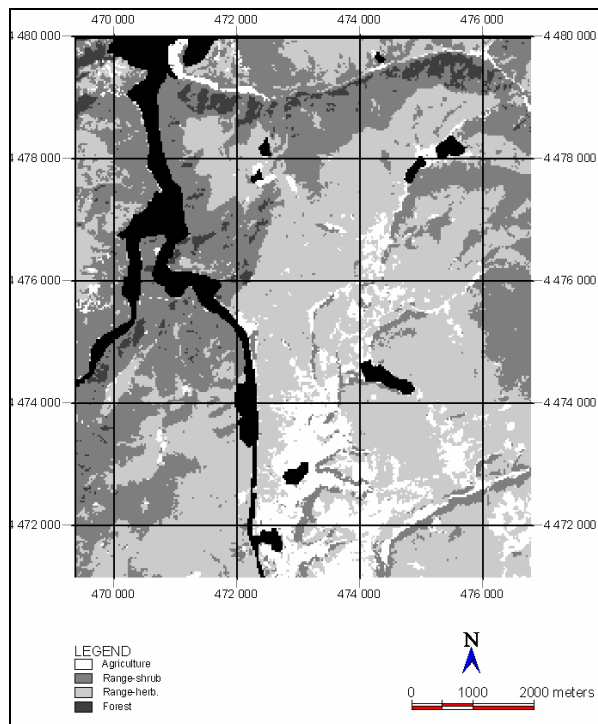 470 000 472 000 474 000 476 000
4 480 000 4 480 000
4 478 000 4 478 000
4 476 000 4 476 000
4 474 000 4 474 000
4 472 000 4 472 000
470 000 472 000 474 000 476 000
LEGEND
Agriculture
Range-shrub
Range-herb.
Forest
N
0 1000 2000 meters